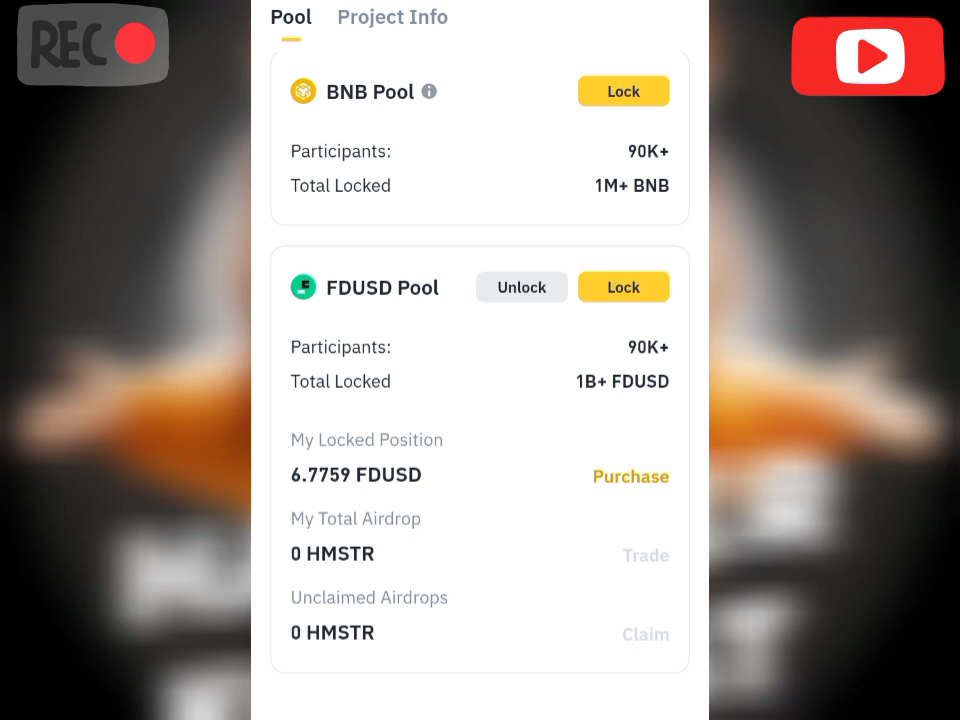 REC
Pool Project Info
BNB Pool Lock
Participants: 90K+
Total Locked 1M+ BNB
FDUSD Pool Unlock Lock
Participants: 90K+
Total Locked 1B+ FDUSD
My Locked Position
6.7759 FDUSD Purchase
My Total Airdrop
0 HMSTR Trade
Unclaimed Airdrops
0 HMSTR Claim